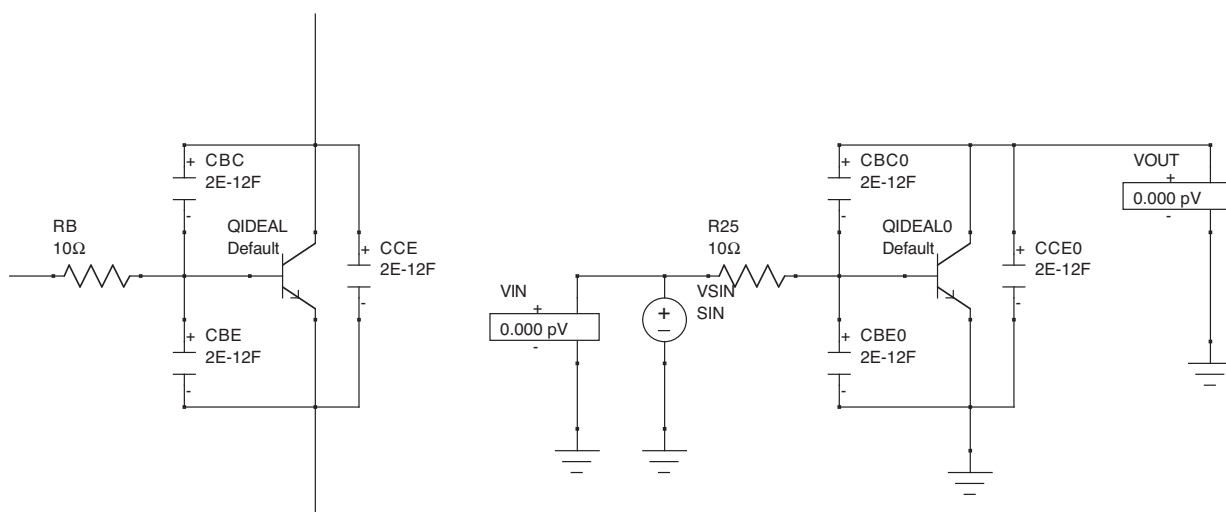 + CBC
2E-12F
-
RB
10Ω
QIDEAL
Default
+ CCE
2E-12F
-
+ CBE
2E-12F
-
VIN
+
0.000 pV
-
+
–
VSIN
SIN
R25
10Ω
+ CBC0
2E-12F
-
QIDEAL0
Default
+ CCE0
2E-12F
-
+ CBE0
2E-12F
-
VOUT
+
0.000 pV
-